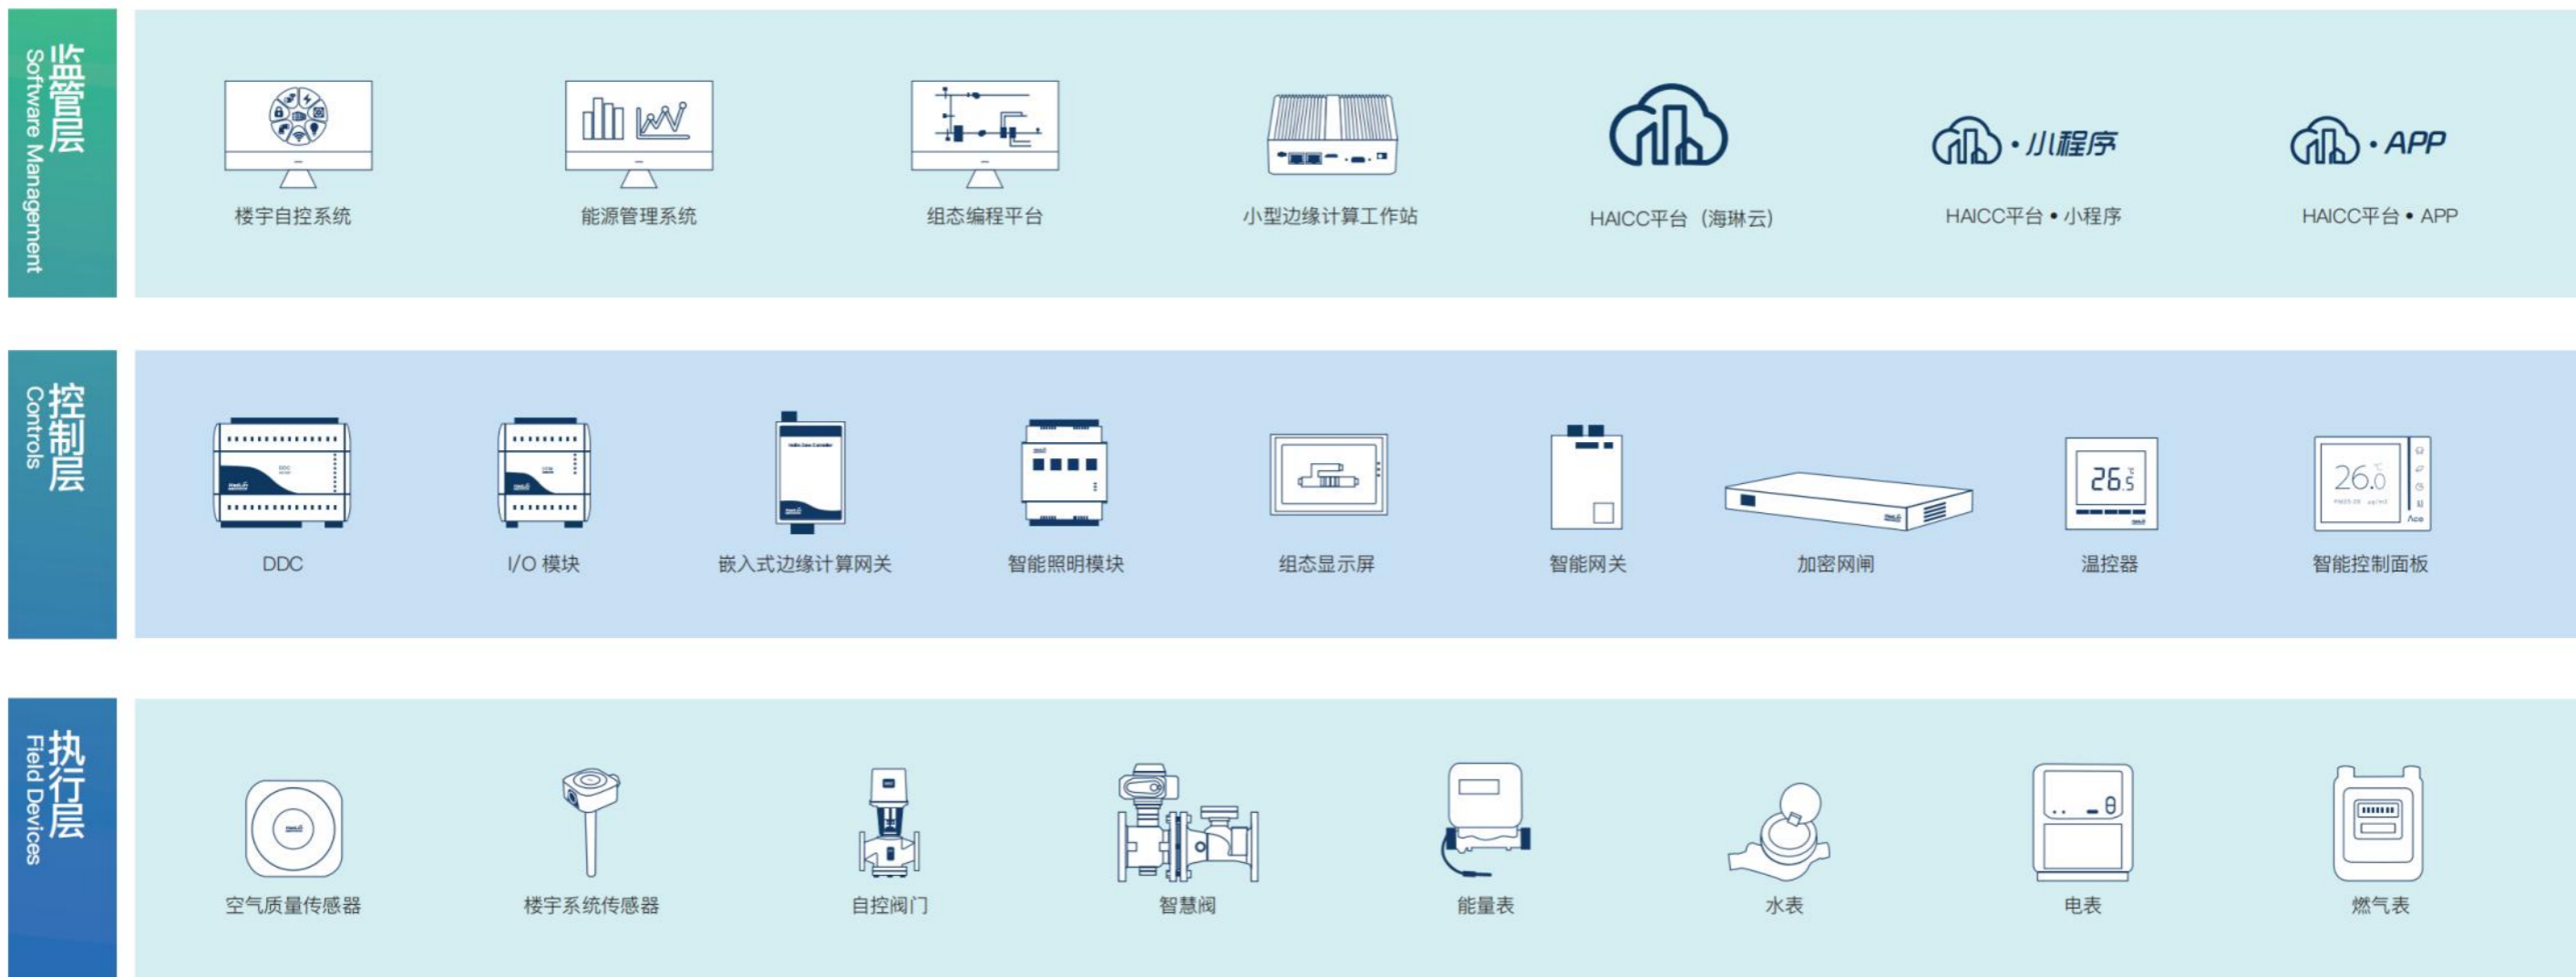 监管层
Software Management
小程序
APP
楼宇自控系统
能源管理系统
组态编程平台
小型边缘计算工作站
HAICC平台（海琳云）
HAICC平台•小程序
HAICC平台•APP
控制层
Controls
DDC
26.5
℃
26.0
℃
Λco
DDC
I/O 模块
嵌入式边缘计算网关
智能照明模块
组态显示屏
智能网关
加密网闸
温控器
智能控制面板
执行层
Field Devices
空气质量传感器
楼宇系统传感器
自控阀门
智慧阀
能量表
水表
电表
燃气表